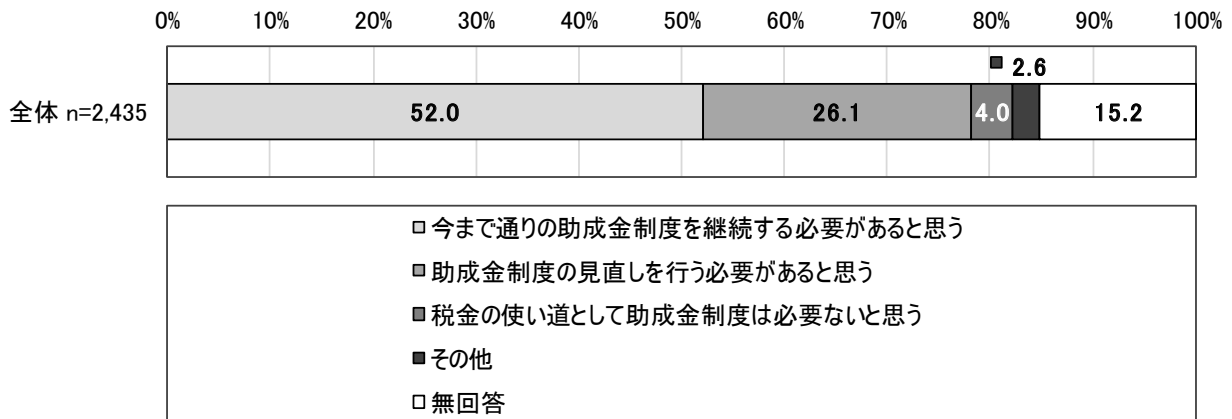 0% 10% 20% 30% 40% 50% 60% 70% 80% 90% 100%
2.6
全体 n=2,435 52.0 26.1 4.0 15.2
今まで通りの助成金制度を継続する必要があると思う
助成金制度の見直しを行う必要があると思う
税金の使い道として助成金制度は必要ないと思う
その他
無回答